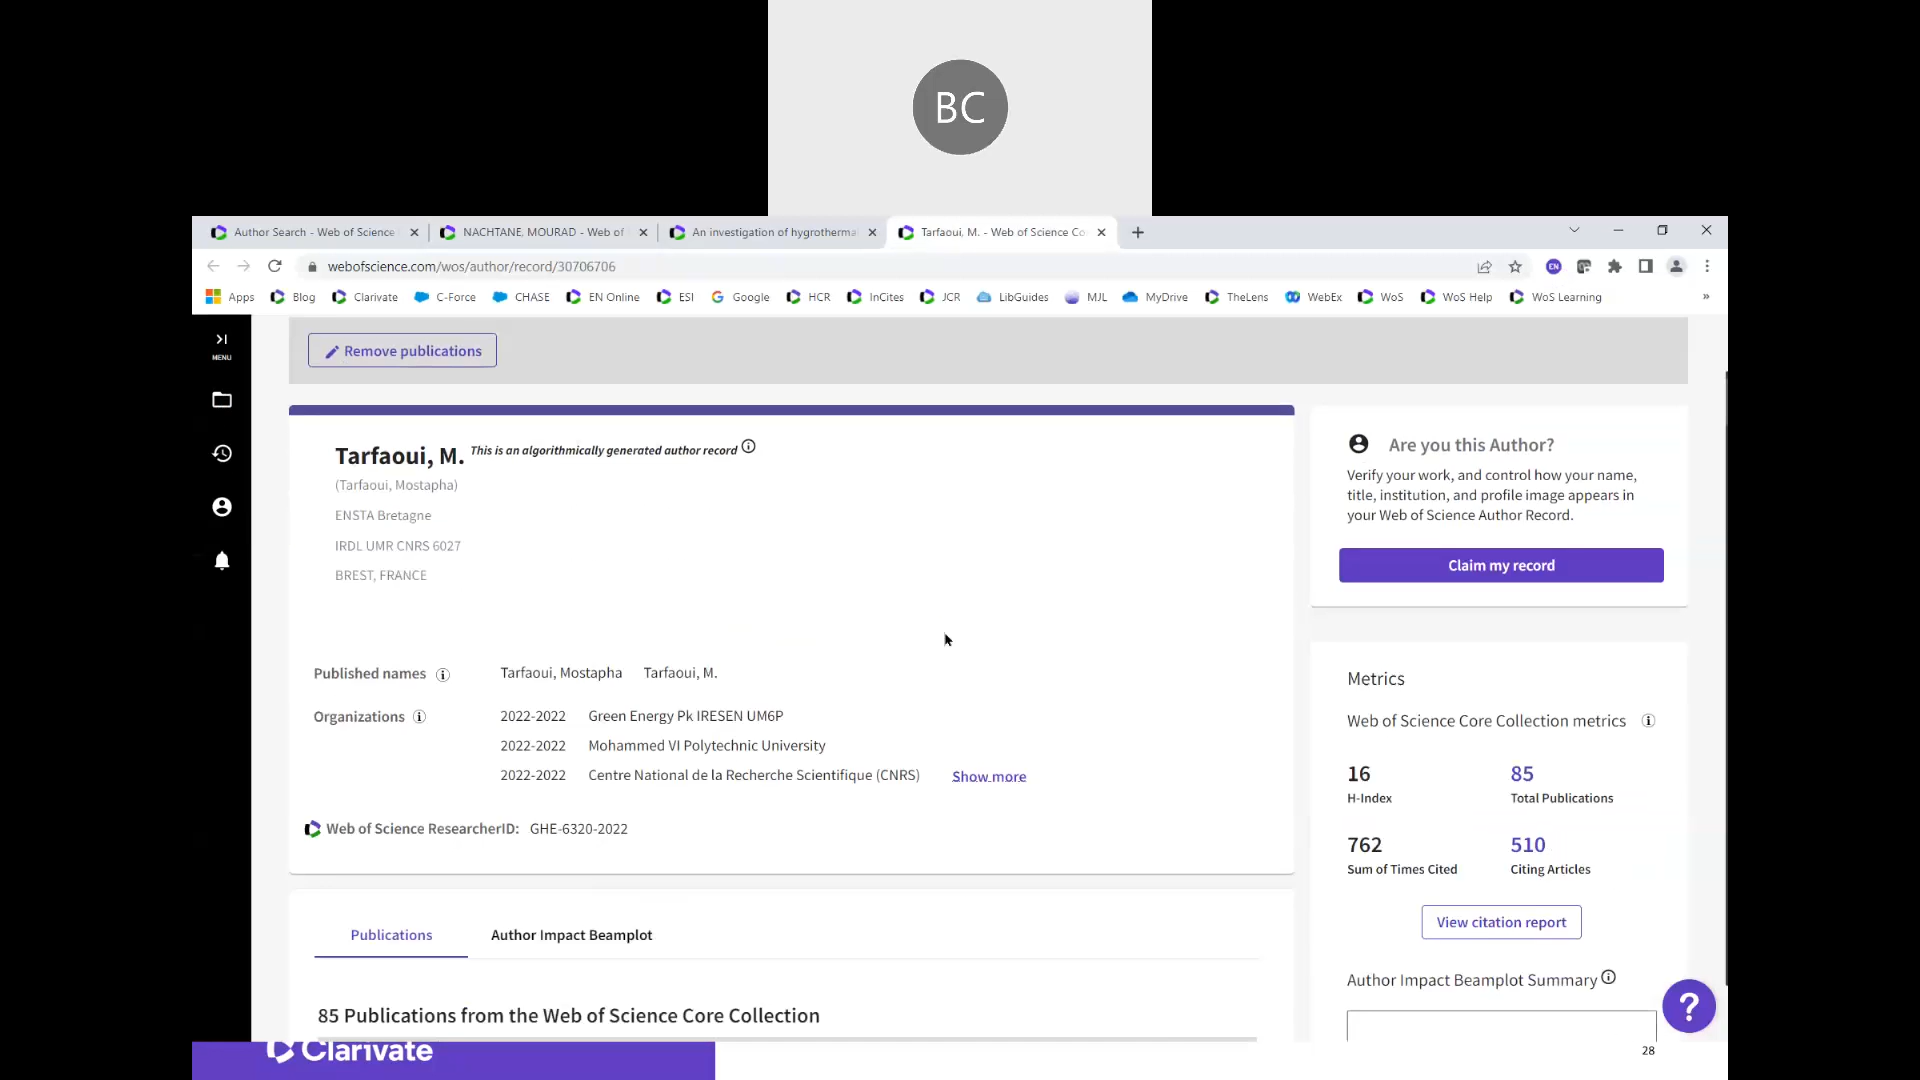 BC
Author Search - Web of Science
NACHTANE, MOURAD - Web of
An investigation of hygrotherma
Tarfaoui, M. - Web of Science Co
webofscience.com/wos/author/record/30706706
EN
Apps Blog Clarivate C-Force CHASE EN Online ESI Google HCR InCites JCR LibGuides MJL MyDrive TheLens WebEx WoS WoS Help WoS Learning »
MENU
Remove publications
Tarfaoui, M. This is an algorithmically generated author record
(Tarfaoui, Mostapha)
ENSTA Bretagne
IRDL UMR CNRS 6027
BREST, FRANCE
Published names Tarfaoui, Mostapha Tarfaoui, M.
Organizations 2022-2022 Green Energy Pk IRESEN UM6P
2022-2022 Mohammed VI Polytechnic University
2022-2022 Centre National de la Recherche Scientifique (CNRS) Show more
Web of Science ResearcherID: GHE-6320-2022
Publications Author Impact Beamplot
85 Publications from the Web of Science Core Collection
Are you this Author?
Verify your work, and control how your name,
title, institution, and profile image appears in
your Web of Science Author Record.
Claim my record
Metrics
Web of Science Core Collection metrics
16 85
H-Index Total Publications
762 510
Sum of Times Cited Citing Articles
View citation report
Author Impact Beamplot Summary
?
Clarivate
28